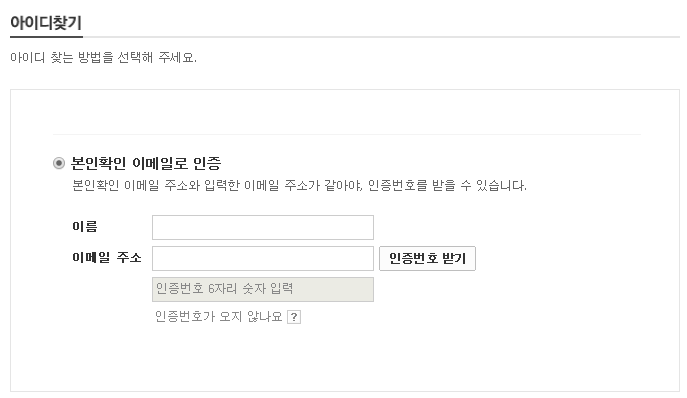 아이디찾기
아이디 찾는 방법을 선택해 주세요.
본인확인 이메일로 인증
본인확인 이메일 주소와 입력한 이메일 주소가 같아야, 인증번호를 받을 수 있습니다.
이름
이메일 주소 인증번호 받기
인증번호 6자리 숫자 입력
인증번호가 오지 않나요 ?